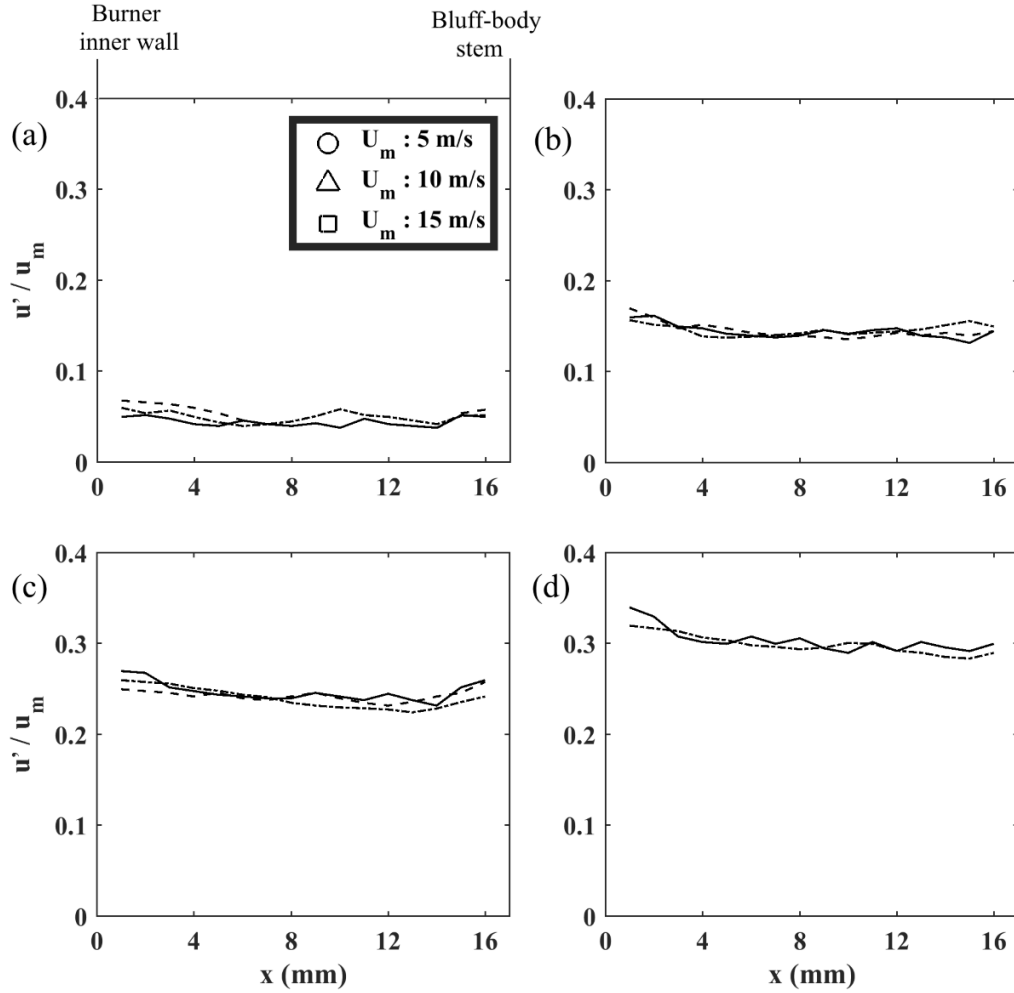 Burner
inner wall
Bluff-body
stem
(a)
0.4
0.3
0.2
0.1
0
u' / u_m
U_m : 5 m/s
U_m : 10 m/s
U_m : 15 m/s
0 4 8 12 16
(b)
0.4
0.3
0.2
0.1
0
0 4 8 12 16
(c)
0.4
0.3
0.2
0.1
0
u' / u_m
0 4 8 12 16
x (mm)
(d)
0.4
0.3
0.2
0.1
0
0 4 8 12 16
x (mm)